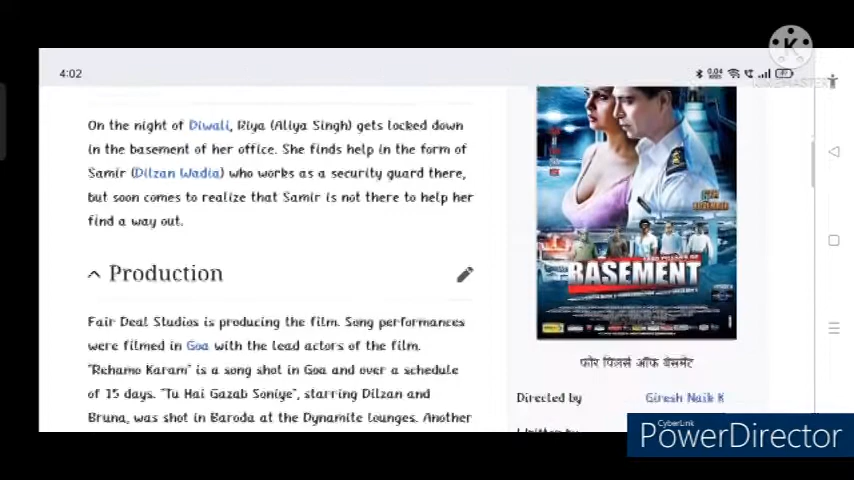 4:02
0.04
KINEMASTER
On the night of Diwali, Riya (Aliya Singh) gets locked down
in the basement of her office. She finds help in the form of
Samir (Dilzan Wadia) who works as a security guard there,
but soon comes to realize that Samir is not there to help her
find a way out.
Production
Fair Deal Studios is producing the film. Song performances
were filmed in Goa with the lead actors of the film.
"Rehamo Karam" is a song shot in Goa and over a schedule
of 15 days. "Tu Hai Gazab Soniye", starring Dilzan and
Bruna, was shot in Baroda at the Dynamite lounges. Another
BASEMENT
फोर पिलर्स ऑफ बेसमेंट
Directed by Giresh Naik K
Written by
CyberLink
PowerDirector